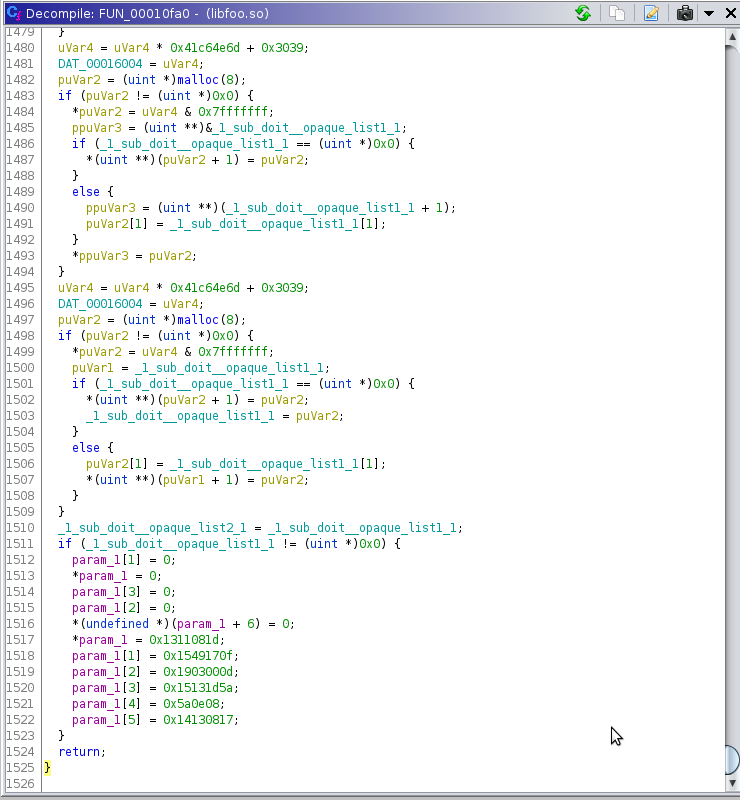 Decompile: FUN_00010fa0 - (libfoo.so)
1479 }
1480 uVar4 = uVar4 * 0x41c64e6d + 0x3039;
1481 DAT_00016004 = uVar4;
1482 puVar2 = (uint *)malloc(8);
1483 if (puVar2 != (uint *)0x0) {
1484 *puVar2 = uVar4 & 0x7fffffff;
1485 ppuVar3 = (uint **)&_1_sub_doit__opaque_list1_1;
1486 if (_1_sub_doit__opaque_list1_1 == (uint *)0x0) {
1487 *(uint **)(puVar2 + 1) = puVar2;
1488 }
1489 else {
1490 ppuVar3 = (uint **)(_1_sub_doit__opaque_list1_1 + 1);
1491 puVar2[1] = _1_sub_doit__opaque_list1_1[1];
1492 }
1493 *ppuVar3 = puVar2;
1494 }
1495 uVar4 = uVar4 * 0x41c64e6d + 0x3039;
1496 DAT_00016004 = uVar4;
1497 puVar2 = (uint *)malloc(8);
1498 if (puVar2 != (uint *)0x0) {
1499 *puVar2 = uVar4 & 0x7fffffff;
1500 puVar1 = _1_sub_doit__opaque_list1_1;
1501 if (_1_sub_doit__opaque_list1_1 == (uint *)0x0) {
1502 *(uint **)(puVar2 + 1) = puVar2;
1503 _1_sub_doit__opaque_list1_1 = puVar2;
1504 }
1505 else {
1506 puVar2[1] = _1_sub_doit__opaque_list1_1[1];
1507 *(uint **)(puVar1 + 1) = puVar2;
1508 }
1509 }
1510 _1_sub_doit__opaque_list2_1 = _1_sub_doit__opaque_list1_1;
1511 if (_1_sub_doit__opaque_list1_1 != (uint *)0x0) {
1512 param_1[1] = 0;
1513 *param_1 = 0;
1514 param_1[3] = 0;
1515 param_1[2] = 0;
1516 *(undefined *)(param_1 + 6) = 0;
1517 *param_1 = 0x1311081d;
1518 param_1[1] = 0x1549170f;
1519 param_1[2] = 0x1903000d;
1520 param_1[3] = 0x15131d5a;
1521 param_1[4] = 0x5a0e08;
1522 param_1[5] = 0x14130817;
1523 }
1524 return;
1525 }
1526